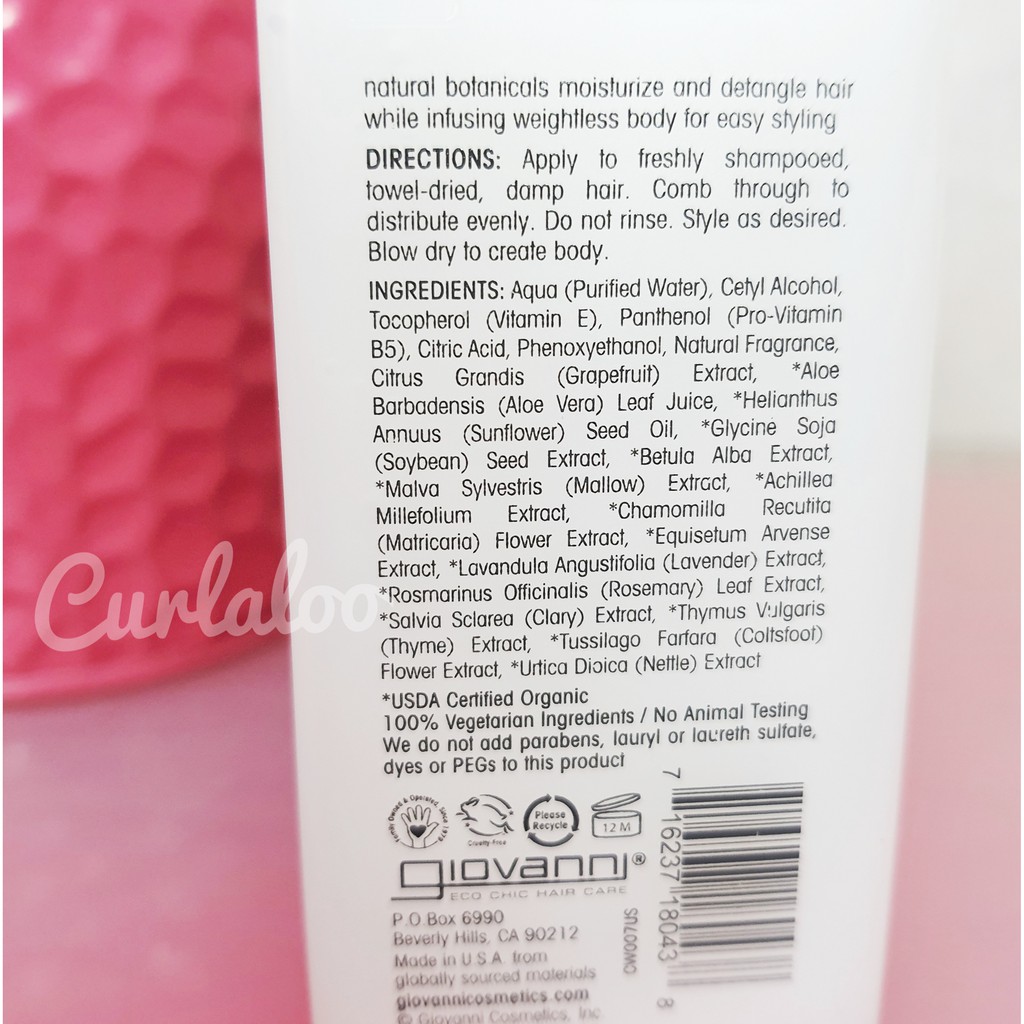 natural botanicals moisturize and detangle hair
while infusing weightless body for easy styling
DIRECTIONS: Apply to freshly shampooed,
towel-dried, damp hair. Comb through to
distribute evenly. Do not rinse. Style as desired.
Blow dry to create body.
INGREDIENTS: Aqua (Purified Water), Cetyl Alcohol,
Tocopherol (Vitamin E), Panthenol (Pro-Vitamin
B5), Citric Acid, Phenoxyethanol, Natural Fragrance,
Citrus Grandis (Grapefruit) Extract, *Aloe
Barbadensis (Aloe Vera) Leaf Juice, *Helianthus
Annuus (Sunflower) Seed Oil, *Glycine Soja
(Soybean) Seed Extract, *Betula Alba Extract,
*Malva Sylvestris (Mallow) Extract, *Achillea
Millefolium Extract, *Chamomilla Recutita
(Matricaria) Flower Extract, *Equisetum Arvense
Extract, *Lavandula Angustifolia (Lavender) Extract,
*Rosmarinus Officinalis (Rosemary) Leaf Extract,
*Salvia Sclarea (Clary) Extract, *Thymus Vulgaris
(Thyme) Extract, *Tussilago Farfara (Coltsfoot)
Flower Extract, *Urtica Dioica (Nettle) Extract
*USDA Certified Organic
100% Vegetarian Ingredients / No Animal Testing
We do not add parabens, lauryl or laureth sulfate,
dyes or PEGs to this product
Family Owned & Operated, Since 1979
Cruelty-Free
Please
Recycle
12 M
giovanni®
ECO CHIC HAIR CARE
P.O.Box 6990
Beverly Hills, CA 90212
Made in U.S.A. from
globally sourced materials
giovannicosmetics.com
© Giovanni Cosmetics, Inc.
CW007US
7 16237 18043 8
Curlaloo